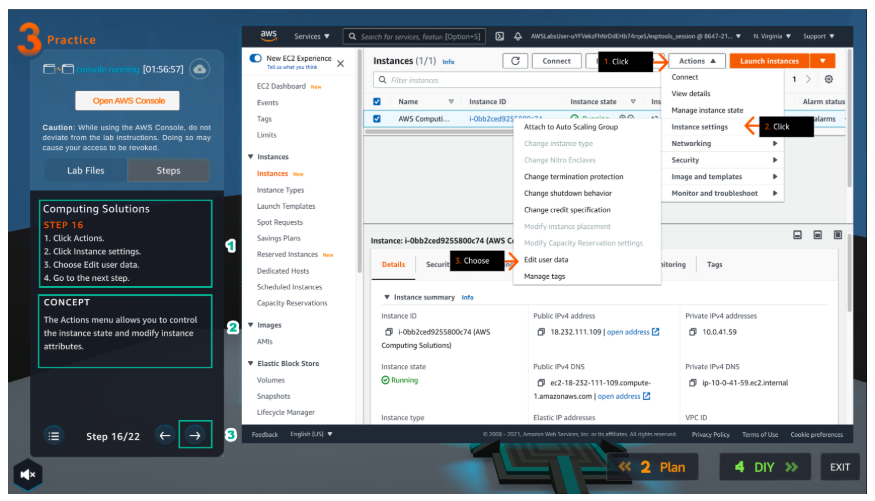 3 Practice
console running [01:56:57]
Open AWS Console
Caution: While using the AWS Console, do not
deviate from the lab instructions. Doing so may
cause your access to be revoked.
Lab Files Steps
Computing Solutions
STEP 16
1. Click Actions.
2. Click Instance settings.
3. Choose Edit user data.
4. Go to the next step.
1
CONCEPT
The Actions menu allows you to control
the instance state and modify instance
attributes.
2
Step 16/22
3
aws Services ▼ Search for services, featur [Option+S] N. Virginia ▼ Support ▼
New EC2 Experience
Tell us what you think
EC2 Dashboard New
Events
Tags
Limits
Instances
Instances New
Instance Types
Launch Templates
Spot Requests
Savings Plans
Reserved Instances New
Dedicated Hosts
Scheduled Instances
Capacity Reservations
Images
AMIs
Elastic Block Store
Volumes
Snapshots
Lifecycle Manager
Instances (1/1) Info
Connect
1. Click
Actions ▲
Launch instances ▼
Filter instances
1
Name Instance ID Instance state Ins Alarm status
AWS Computi... Running alarms
Connect
View details
Manage instance state
Instance settings
2. Click
Networking
Security
Image and templates
Monitor and troubleshoot
Attach to Auto Scaling Group
Change instance type
Change Nitro Enclaves
Change termination protection
Change shutdown behavior
Change credit specification
Modify instance placement
Modify Capacity Reservation settings
3. Choose
Edit user data
Manage tags
Instance: i-0bb2ced9255800c74 (AWS C
Details Securit itoring Tags
Instance summary Info
Instance ID
i-0bb2ced9255800c74 (AWS
Computing Solutions)
Public IPv4 address
18.232.111.109 | open address
Private IPv4 addresses
10.0.41.59
Instance state
Running
Public IPv4 DNS
ec2-18-232-111-109.compute-
1.amazonaws.com | open address
Private IPv4 DNS
ip-10-0-41-59.ec2.internal
Instance type
Elastic IP addresses
VPC ID
Feedback English (US) ▼ © 2008 - 2021, Amazon Web Services, Inc. or its affiliates. All rights reserved. Privacy Policy Terms of Use Cookie preferences
2 Plan
4 DIY
EXIT